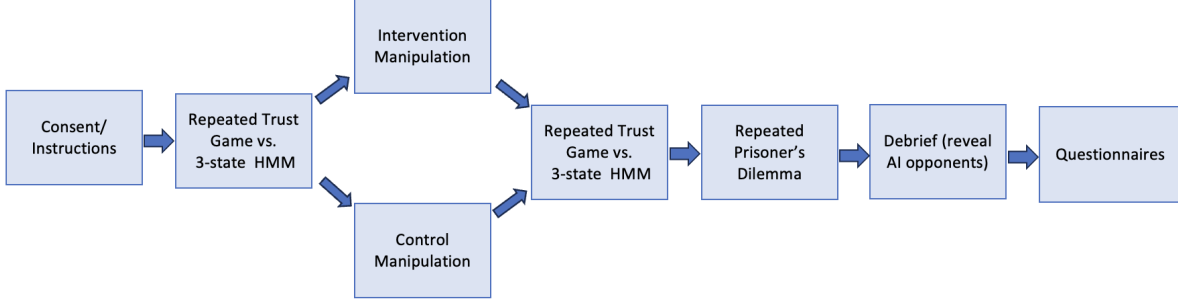 Consent/
Instructions
Repeated Trust
Game vs.
3-state HMM
Intervention
Manipulation
Control
Manipulation
Repeated Trust
Game vs.
3-state HMM
Repeated
Prisoner's
Dilemma
Debrief (reveal
AI opponents)
Questionnaires